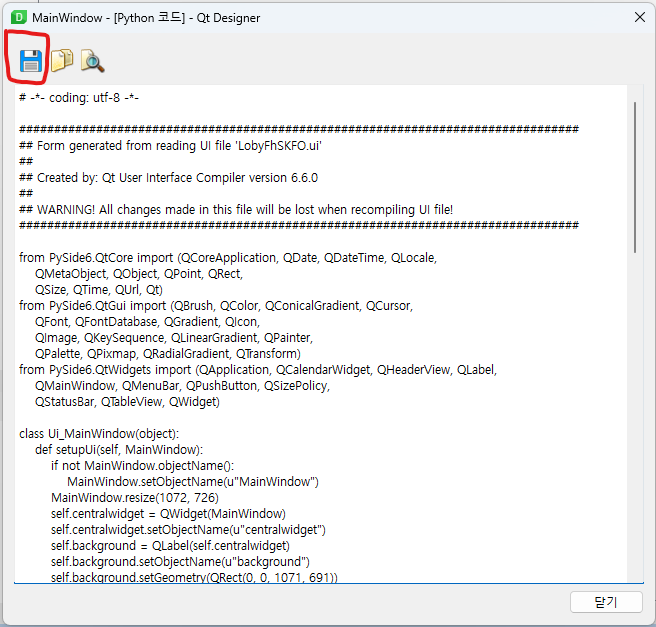 MainWindow - [Python 코드] - Qt Designer
# -*- coding: utf-8 -*-
################################################################################
## Form generated from reading UI file 'LobyFhSKFO.ui'
##
## Created by: Qt User Interface Compiler version 6.6.0
##
## WARNING! All changes made in this file will be lost when recompiling UI file!
################################################################################
from PySide6.QtCore import (QCoreApplication, QDate, QDateTime, QLocale,
QMetaObject, QObject, QPoint, QRect,
QSize, QTime, QUrl, Qt)
from PySide6.QtGui import (QBrush, QColor, QConicalGradient, QCursor,
QFont, QFontDatabase, QGradient, QIcon,
QImage, QKeySequence, QLinearGradient, QPainter,
QPalette, QPixmap, QRadialGradient, QTransform)
from PySide6.QtWidgets import (QApplication, QCalendarWidget, QHeaderView, QLabel,
QMainWindow, QMenuBar, QPushButton, QSizePolicy,
QStatusBar, QTableView, QWidget)
class Ui_MainWindow(object):
def setupUi(self, MainWindow):
if not MainWindow.objectName():
MainWindow.setObjectName(u"MainWindow")
MainWindow.resize(1072, 726)
self.centralwidget = QWidget(MainWindow)
self.centralwidget.setObjectName(u"centralwidget")
self.background = QLabel(self.centralwidget)
self.background.setObjectName(u"background")
self.background.setGeometry(QRect(0, 0, 1071, 691))
닫기